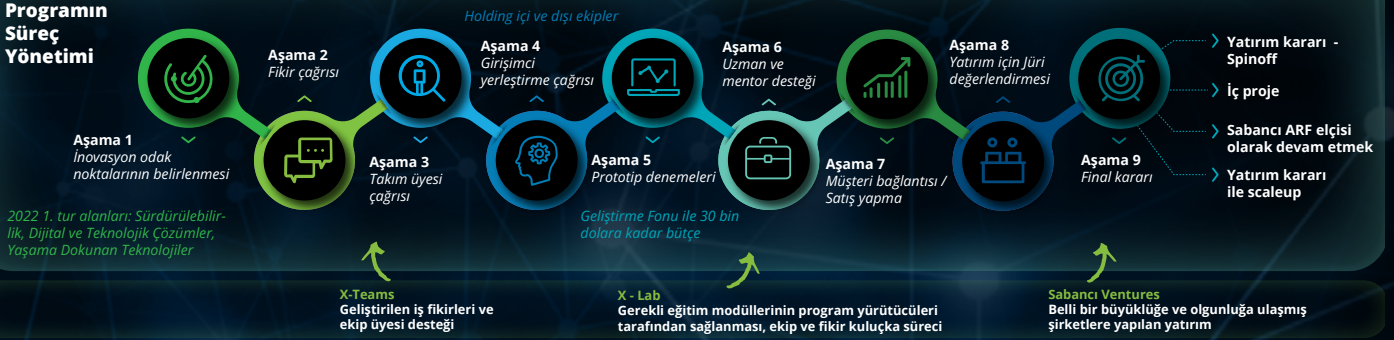 Programın
Süreç
Yönetimi
Aşama 1
İnovasyon odak
noktalarının belirlenmesi
2022 1. tur alanları: Sürdürülebilir-
lik, Dijital ve Teknolojik Çözümler,
Yaşama Dokunan Teknolojiler
Aşama 2
Fikir çağrısı
Aşama 3
Takım üyesi
çağrısı
Holding içi ve dışı ekipler
Aşama 4
Girişimci
yerleştirme çağrısı
Aşama 5
Prototip denemeleri
Geliştirme Fonu ile 30 bin
dolara kadar bütçe
Aşama 6
Uzman ve
mentor desteği
Aşama 7
Müşteri bağlantısı /
Satış yapma
Aşama 8
Yatırım için Jüri
değerlendirmesi
Aşama 9
Final kararı
Yatırım kararı -
Spinoff
İç proje
Sabancı ARF elçisi
olarak devam etmek
Yatırım kararı
ile scaleup
X-Teams
Geliştirilen iş fikirleri ve
ekip üyesi desteği
X - Lab
Gerekli eğitim modüllerinin program yürütücüleri
tarafından sağlanması, ekip ve fikir kuluçka süreci
Sabancı Ventures
Belli bir büyüklüğe ve olgunluğa ulaşmış
şirketlere yapılan yatırım